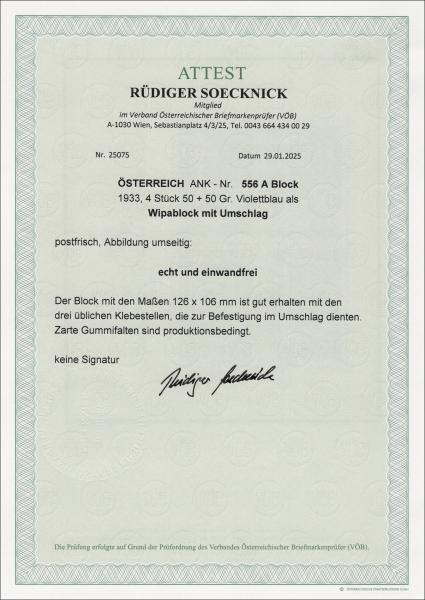 ATTEST
RÜDIGER SOECKNICK
Mitglied
im Verband Österreichischer Briefmarkenprüfer (VÖB)
A-1030 Wien, Sebastianplatz 4/3/25, Tel. 0043 664 434 00 29
Nr. 25075 Datum 29.01.2025
ÖSTERREICH ANK - Nr. 556 A Block
1933, 4 Stück 50 + 50 Gr. Violettblau als
Wipablock mit Umschlag
postfrisch, Abbildung umseitig:
echt und einwandfrei
Der Block mit den Maßen 126 x 106 mm ist gut erhalten mit den
drei üblichen Klebestellen, die zur Befestigung im Umschlag dienten.
Zarte Gummifalten sind produktionsbedingt.
keine Signatur
Rüdiger Soecknick
Die Prüfung erfolgte auf Grund der Prüfordnung des Verbandes Österreichischer Briefmarkenprüfer (VÖB).